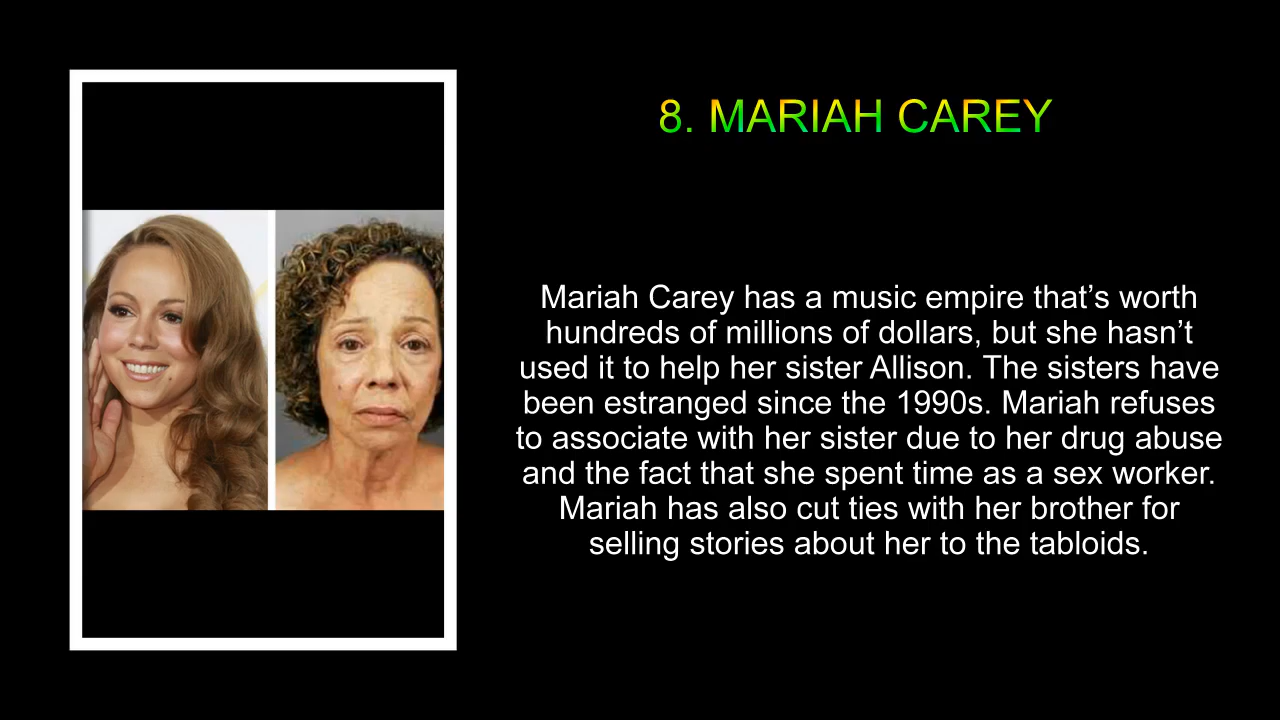 8. MARIAH CAREY
Mariah Carey has a music empire that’s worth
hundreds of millions of dollars, but she hasn’t
used it to help her sister Allison. The sisters have
been estranged since the 1990s. Mariah refuses
to associate with her sister due to her drug abuse
and the fact that she spent time as a sex worker.
Mariah has also cut ties with her brother for
selling stories about her to the tabloids.